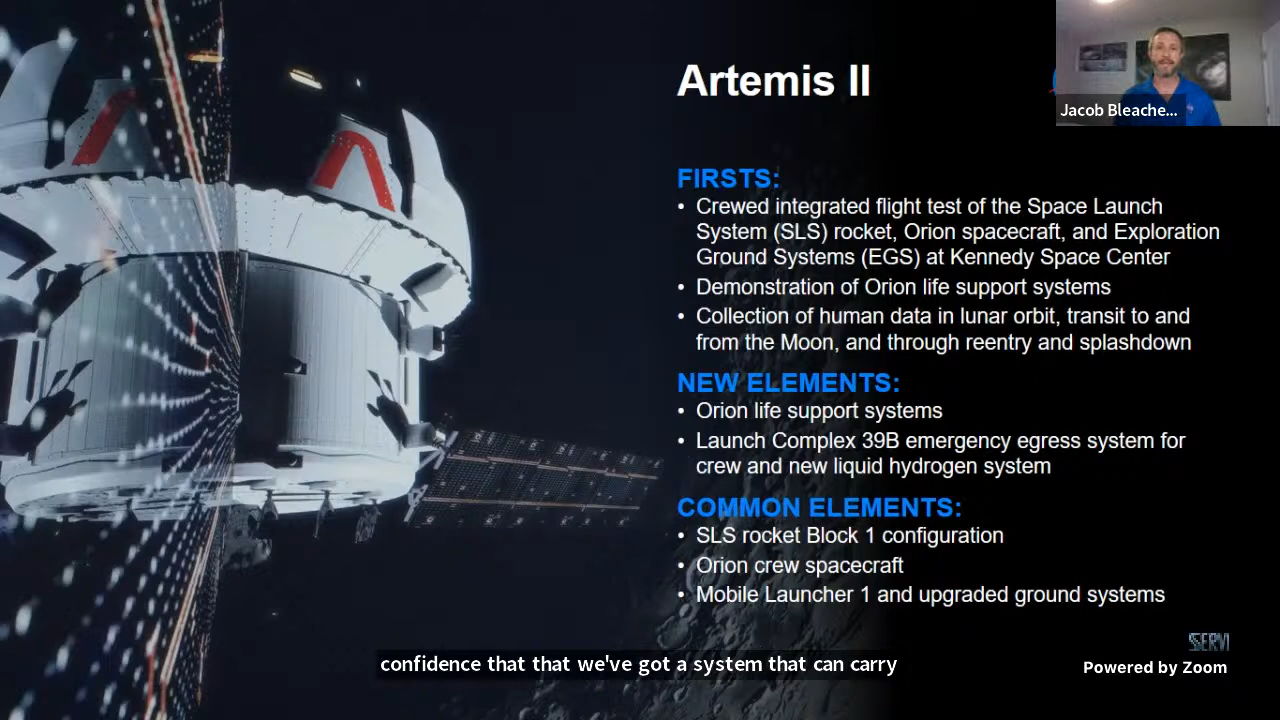 Artemis II
Jacob Bleache...
FIRSTS:
• Crewed integrated flight test of the Space Launch
System (SLS) rocket, Orion spacecraft, and Exploration
Ground Systems (EGS) at Kennedy Space Center
• Demonstration of Orion life support systems
• Collection of human data in lunar orbit, transit to and
from the Moon, and through reentry and splashdown
NEW ELEMENTS:
• Orion life support systems
• Launch Complex 39B emergency egress system for
crew and new liquid hydrogen system
COMMON ELEMENTS:
• SLS rocket Block 1 configuration
• Orion crew spacecraft
• Mobile Launcher 1 and upgraded ground systems
confidence that that we've got a system that can carry
Powered by Zoom